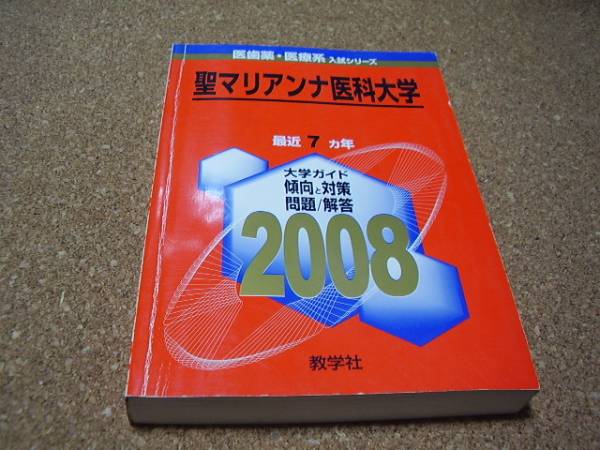 医歯薬・医療系 入試シリーズ
聖マリアンナ医科大学
最近 7 ヵ年
大学ガイド
傾向と対策
問題/解答
2008
教学社